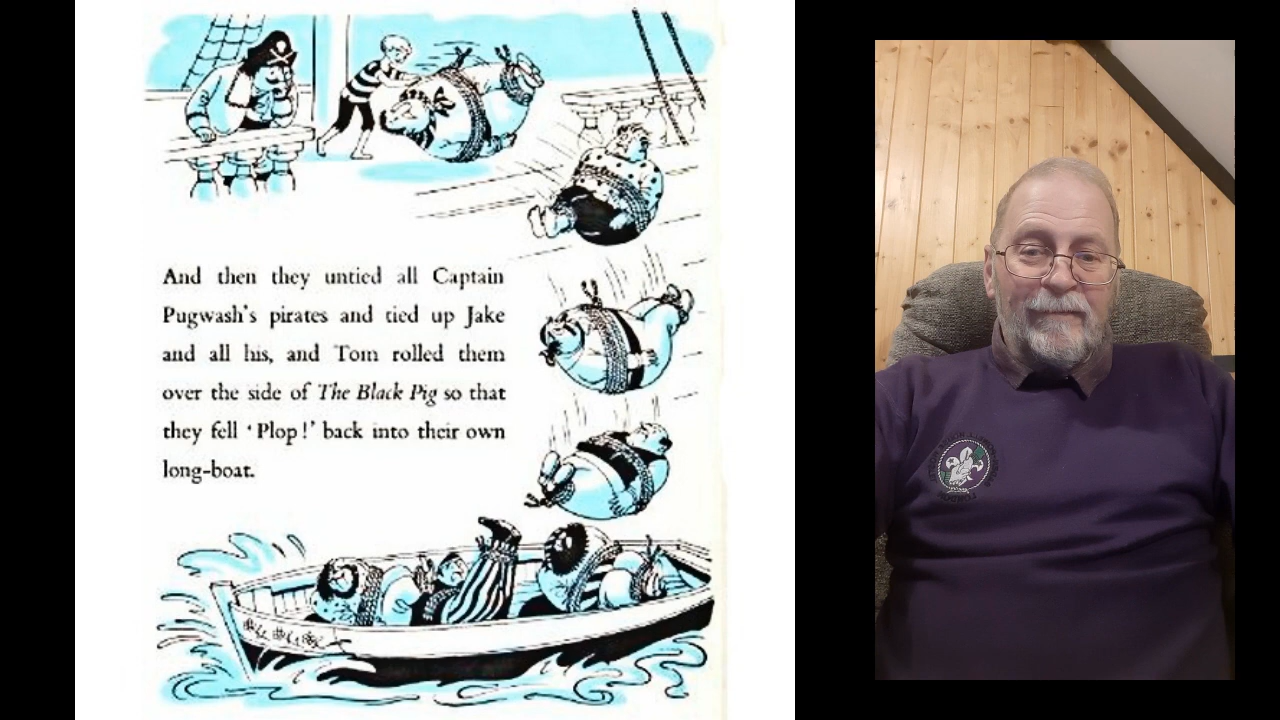 And then they untied all Captain
Pugwash's pirates and tied up Jake
and all his, and Tom rolled them
over the side of The Black Pig so that
they fell ‘Plop!’ back into their own
long-boat.